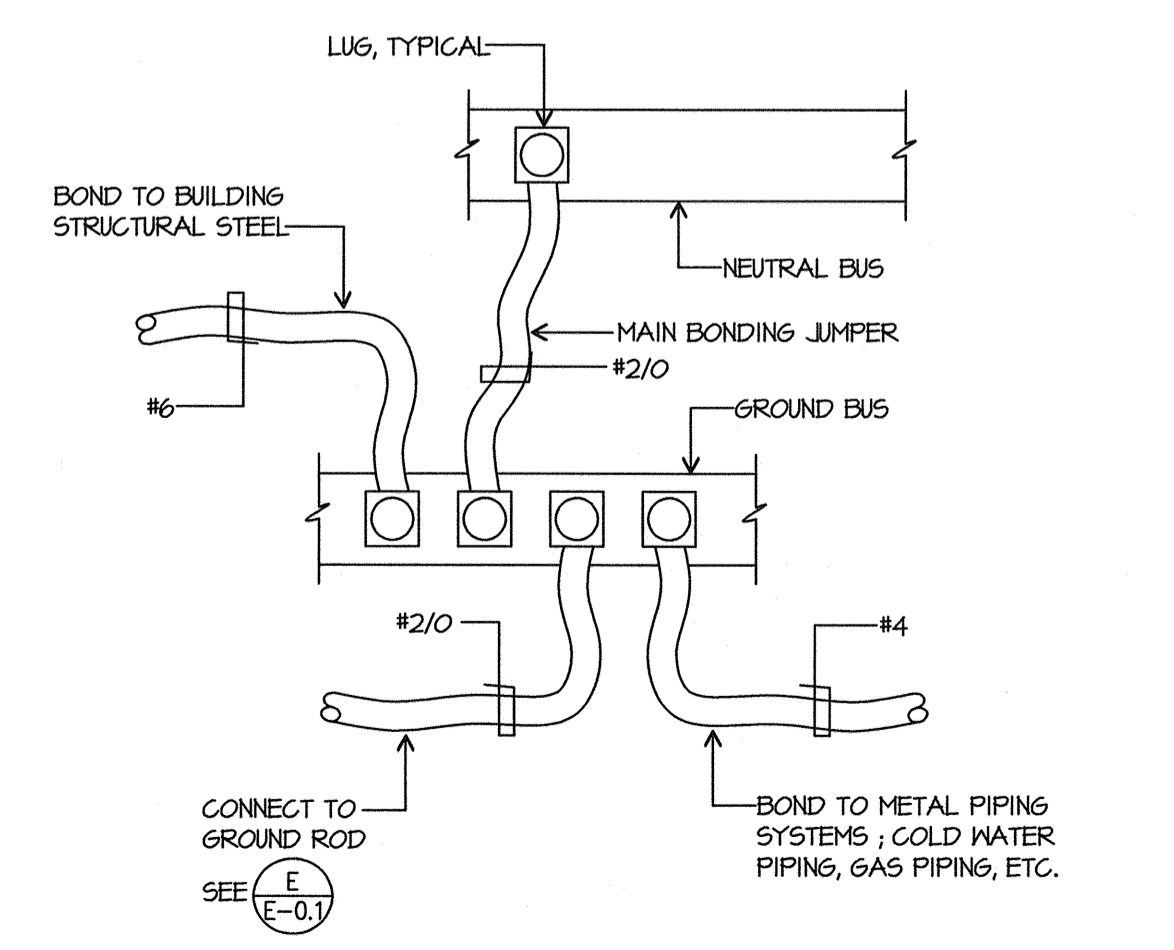 LUG, TYPICAL
BOND TO BUILDING
STRUCTURAL STEEL
NEUTRAL BUS
MAIN BONDING JUMPER
#2/0
#6
GROUND BUS
#2/0
#4
CONNECT TO
GROUND ROD
SEE
E
E-0.1
BOND TO METAL PIPING
SYSTEMS ; COLD WATER
PIPING, GAS PIPING, ETC.